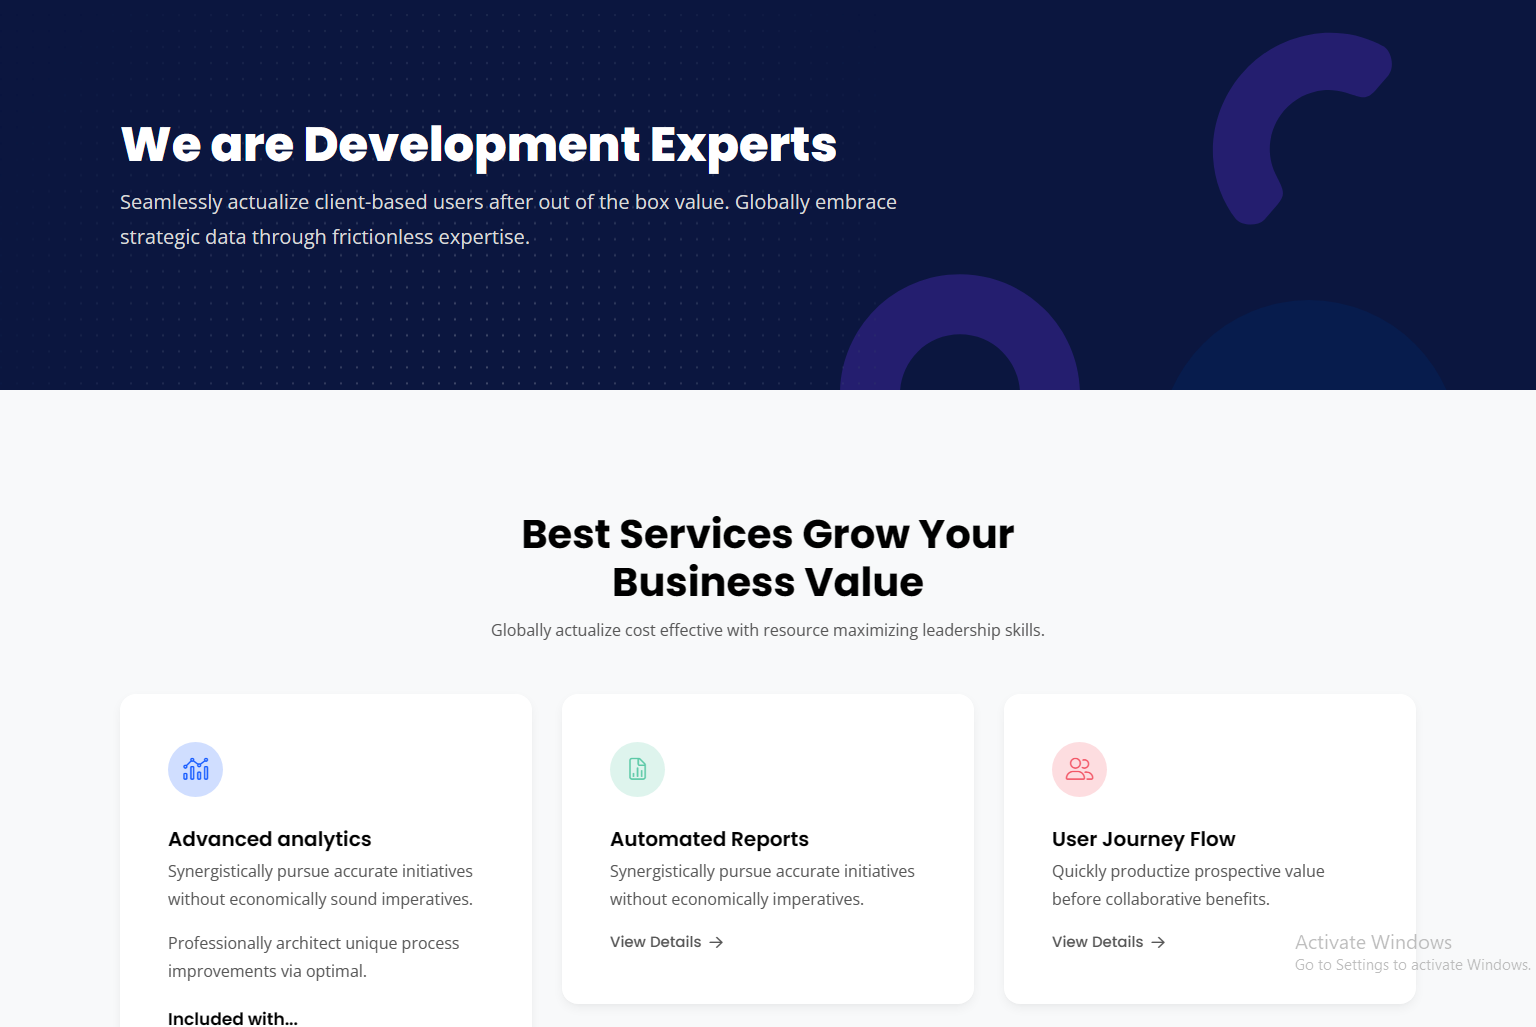 We are Development Experts
Seamlessly actualize client-based users after out of the box value. Globally embrace
strategic data through frictionless expertise.
Best Services Grow Your
Business Value
Globally actualize cost effective with resource maximizing leadership skills.
Advanced analytics
Synergistically pursue accurate initiatives
without economically sound imperatives.
Professionally architect unique process
improvements via optimal.
Included with...
Automated Reports
Synergistically pursue accurate initiatives
without economically imperatives.
View Details →
User Journey Flow
Quickly productize prospective value
before collaborative benefits.
View Details →
Activate Windows
Go to Settings to activate Windows.